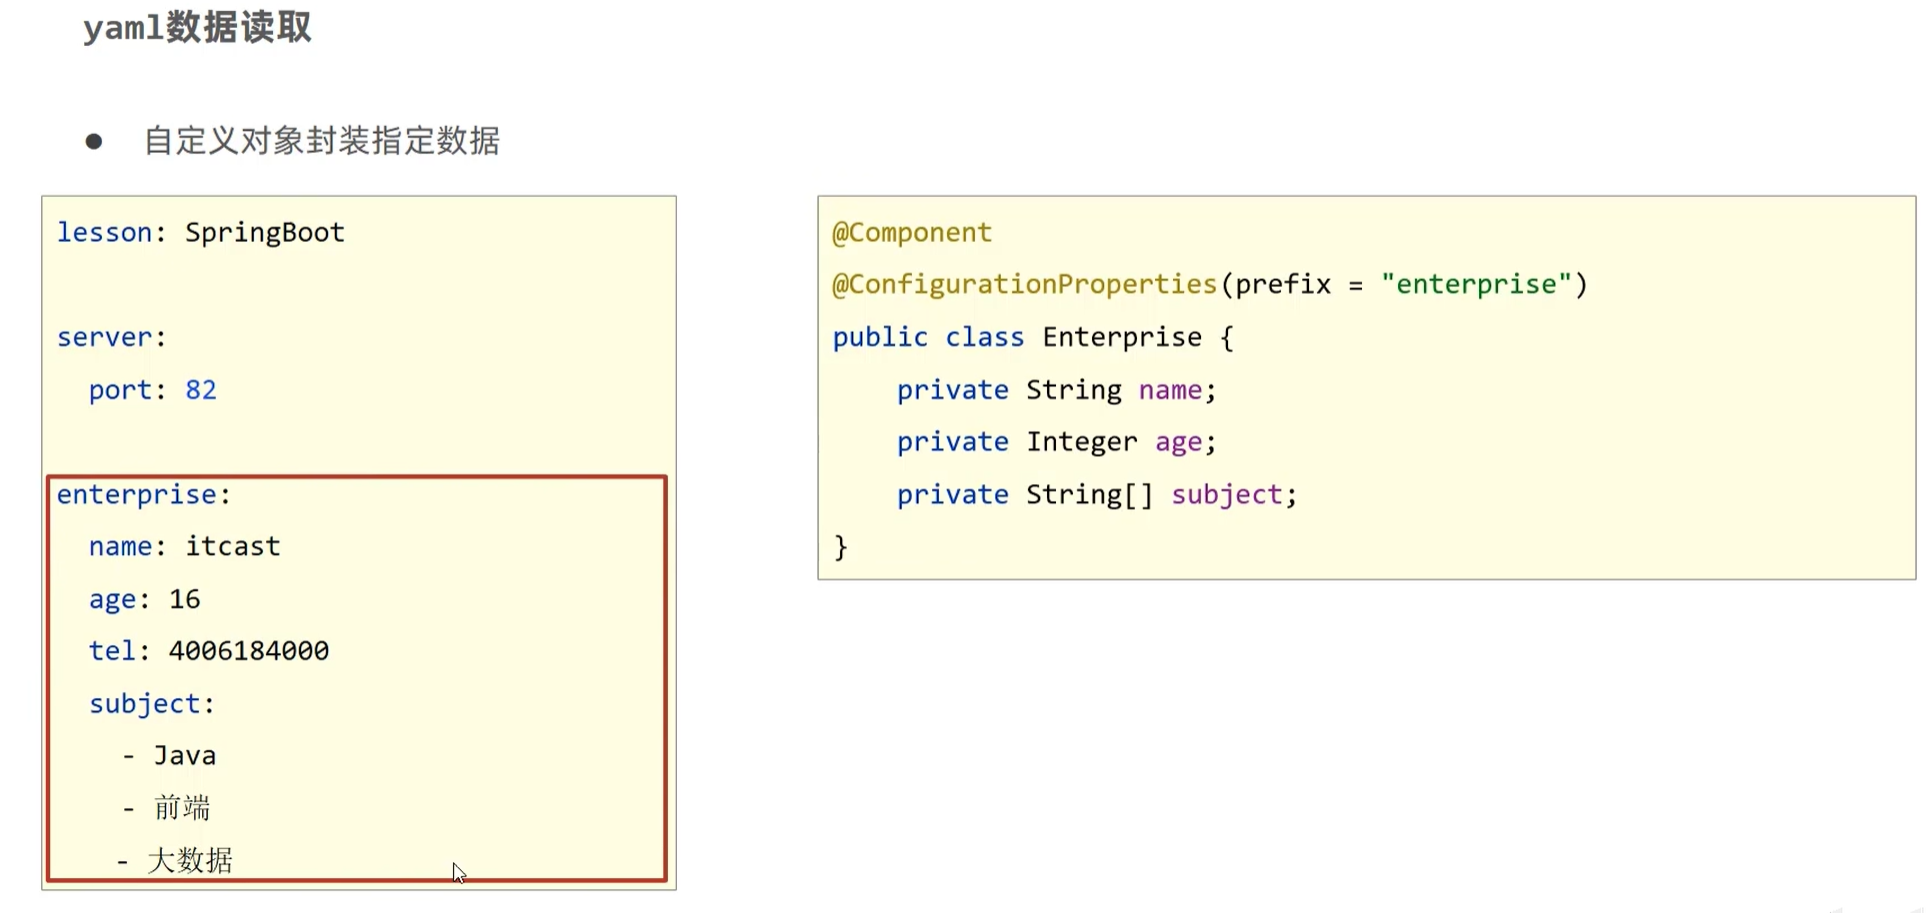 yaml数据读取
● 自定义对象封装指定数据
lesson: SpringBoot
server:
  port: 82
enterprise:
  name: itcast
  age: 16
  tel: 4006184000
  subject:
    - Java
    - 前端
    - 大数据
@Component
@ConfigurationProperties(prefix = "enterprise")
public class Enterprise {
    private String name;
    private Integer age;
    private String[] subject;
}